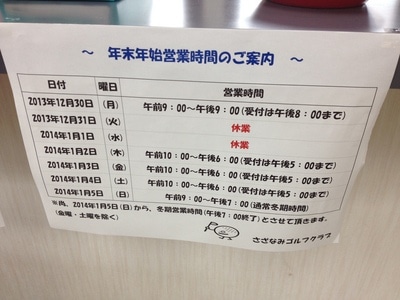 ～ 年末年始営業時間のご案内 ～
日付 曜日 営業時間
2013年12月30日 (月) 午前9：00～午後9：00(受付は午後8：00まで)
2013年12月31日 (火) 休業
2014年1月1日 (水) 休業
2014年1月2日 (木) 午前10：00～午後6：00(受付は午後5：00まで)
2014年1月3日 (金) 午前10：00～午後6：00(受付は午後5：00まで)
2014年1月4日 (土) 午前10：00～午後6：00(受付は午後5：00まで)
2014年1月5日 (日) 午前9：00～午後7：00(通常冬期時間)
※尚、2014年1月5日(日)から、冬期営業時間(午後7：00終了)とさせて頂きます。
(金曜・土曜を除く)
さざなみゴルフクラブ